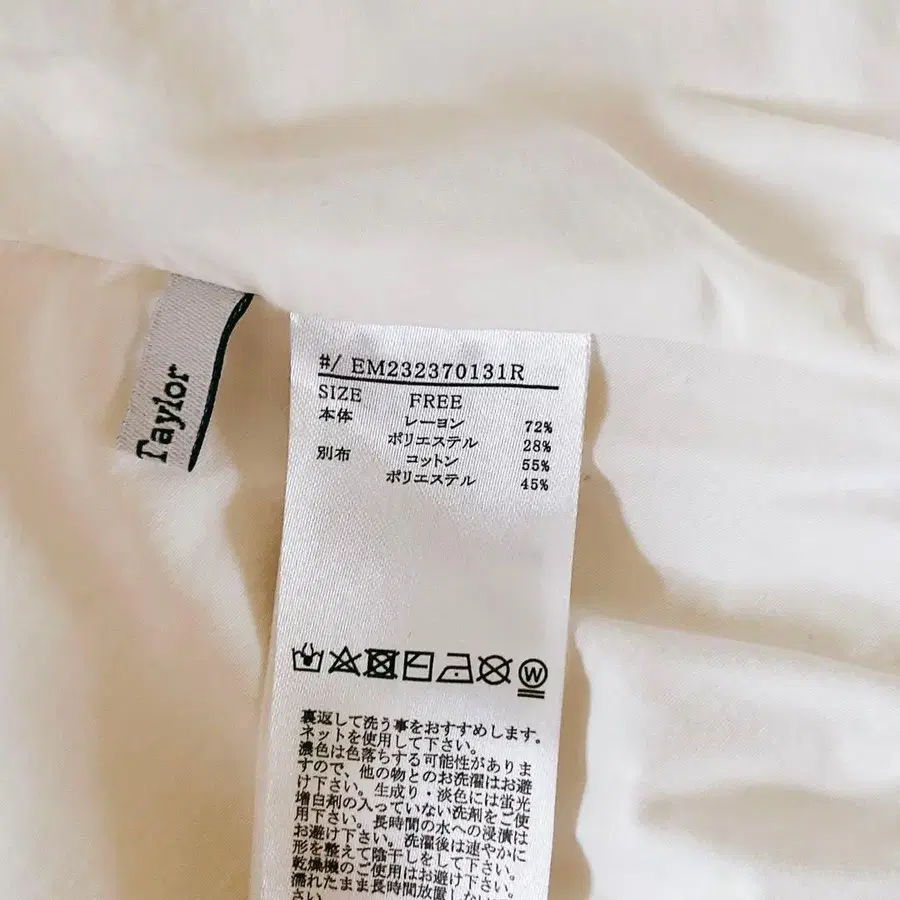 Taylor
#/ EM232370131R
SIZE FREE
本体 レーヨン 72%
ポリエステル 28%
別布 コットン 55%
ポリエステル 45%
W
裏返して洗う事をおすすめします。
ネットを使用して下さい。
濃色は色落ちする可能性がありま
すので、他の物とのお洗濯はお避
け下さい。生成り・淡色には蛍光
増白剤の入っていない洗剤をご使
用下さい。長時間の水への浸漬は
お避け下さい。洗濯後は速やかに
形を整えて陰干しをして下さい。
乾燥機のご使用はお避け下さい。
濡れたまま長時間放置しないで下
さい。